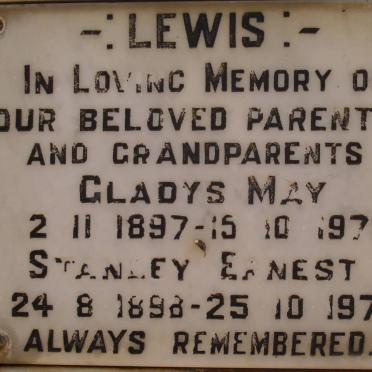 -:LEWIS:-
IN LOVING MEMORY O
OUR BELOVED PARENT
AND GRANDPARENTS
GLADYS MAY
2 11 1897-15 10 197
STANLEY ERNEST
24 8 1898-25 10 197
ALWAYS REMEMBERED.